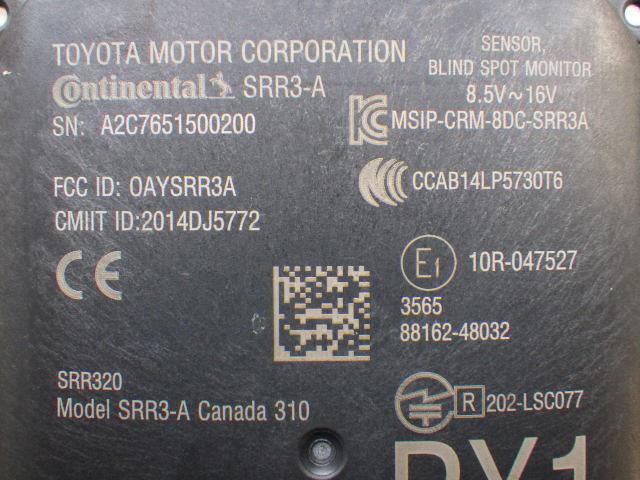 TOYOTA MOTOR CORPORATION
Continental SRR3-A
SN: A2C7651500200
SENSOR,
BLIND SPOT MONITOR
8.5V~16V
MSIP-CRM-8DC-SRR3A
CCAB14LP5730T6
FCC ID: OAYSRR3A
CMIIT ID:2014DJ5772
CE
E1 10R-047527
3565
88162-48032
SRR320
Model SRR3-A Canada 310
R 202-LSC077